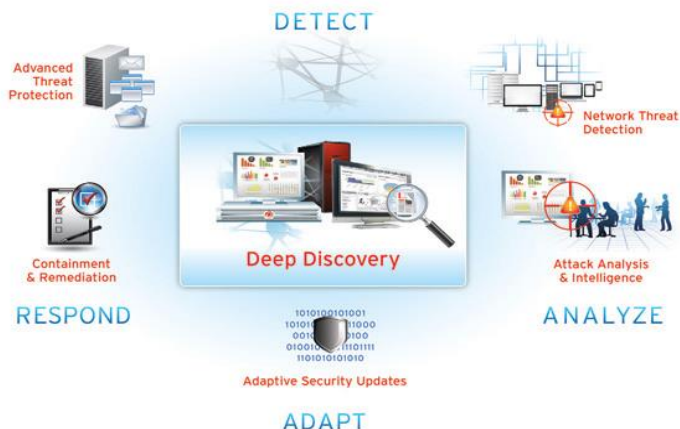 DETECT
Advanced
Threat
Protection
Network Threat
Detection
Deep Discovery
Containment
& Remediation
Attack Analysis
& Intelligence
RESPOND
ANALYZE
1010100101001
Adaptive Security Updates
ADAPT